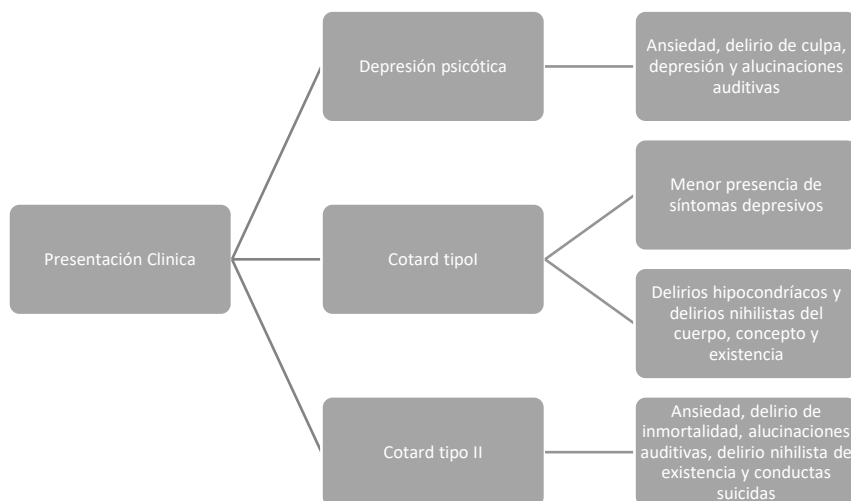 Depresión psicótica
Ansiedad, delirio de culpa,
depresión y alucinaciones
auditivas
Presentación Clinica
Cotard tipoI
Menor presencia de
síntomas depresivos
Delirios hipocondríacos y
delirios nihilistas del
cuerpo, concepto y
existencia
Cotard tipo II
Ansiedad, delirio de
inmortalidad, alucinaciones
auditivas, delirio nihilista de
existencia y conductas
suicidas